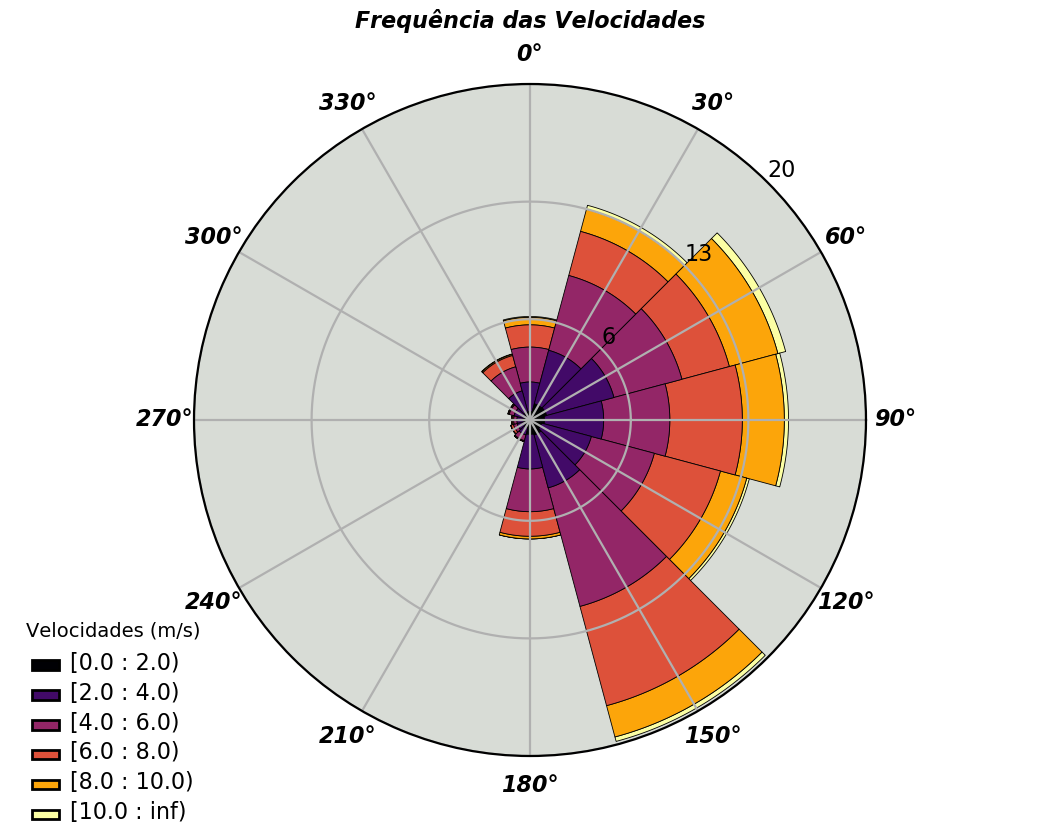 Frequência das Velocidades
0°
330°
30°
20
300°
60°
13
6
270°
90°
240°
120°
210°
150°
180°
Velocidades (m/s)
[0.0 : 2.0)
[2.0 : 4.0)
[4.0 : 6.0)
[6.0 : 8.0)
[8.0 : 10.0)
[10.0 : inf)